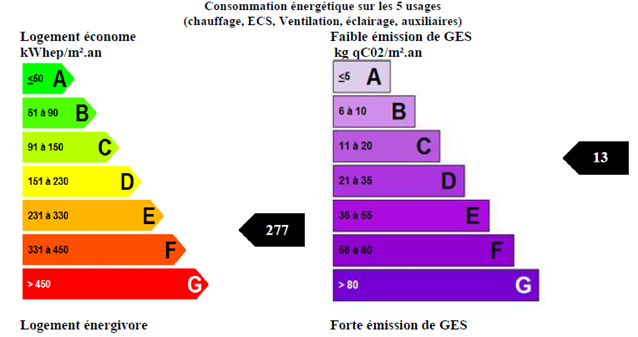 Consommation énergétique sur les 5 usages
(chauffage, ECS, Ventilation, éclairage, auxiliaires)
Logement économe
kWhep/m².an
≤50 A
51 à 90 B
91 à 150 C
151 à 230 D
231 à 330 E
277
331 à 450 F
> 450 G
Logement énergivore
Faible émission de GES
kg qC02/m².an
≤5 A
6 à 10 B
11 à 20 C
13
21 à 35 D
36 à 55 E
56 à 80 F
> 80 G
Forte émission de GES